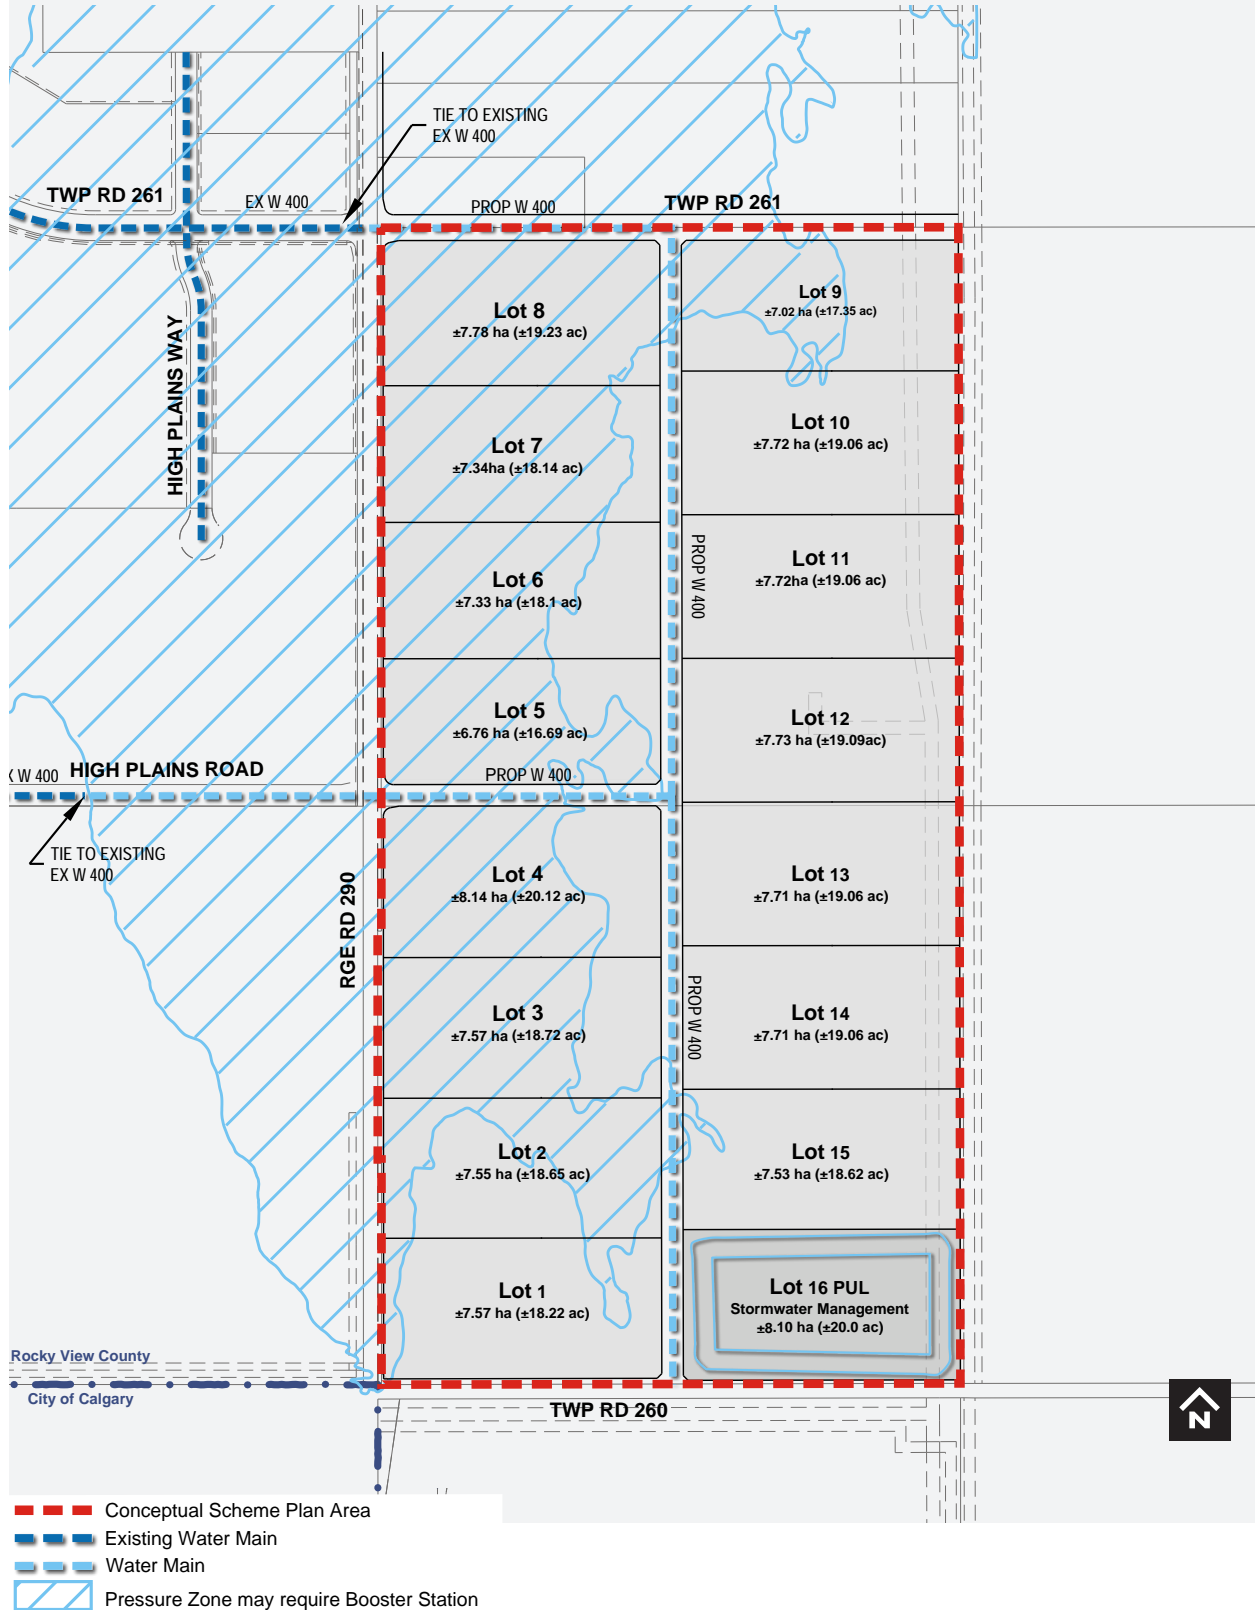 TIE TO EXISTING
EX W 400
TWP RD 261
EX W 400
PROP W 400
TWP RD 261
Lot 8
±7.78 ha (±19.23 ac)
Lot 9
±7.02 ha (±17.35 ac)
HIGH PLAINS WAY
Lot 7
±7.34ha (±18.14 ac)
Lot 10
±7.72 ha (±19.06 ac)
PROP W 400
Lot 6
±7.33 ha (±18.1 ac)
Lot 11
±7.72ha (±19.06 ac)
Lot 5
±6.76 ha (±16.69 ac)
Lot 12
±7.73 ha (±19.09ac)
X W 400
HIGH PLAINS ROAD
PROP W 400
TIE TO EXISTING
EX W 400
RGE RD 290
Lot 4
±8.14 ha (±20.12 ac)
Lot 13
±7.71 ha (±19.06 ac)
PROP W 400
Lot 3
±7.57 ha (±18.72 ac)
Lot 14
±7.71 ha (±19.06 ac)
Lot 2
±7.55 ha (±18.65 ac)
Lot 15
±7.53 ha (±18.62 ac)
Lot 1
±7.57 ha (±18.22 ac)
Lot 16 PUL
Stormwater Management
±8.10 ha (±20.0 ac)
Rocky View County
City of Calgary
TWP RD 260
N
Conceptual Scheme Plan Area
Existing Water Main
Water Main
Pressure Zone may require Booster Station